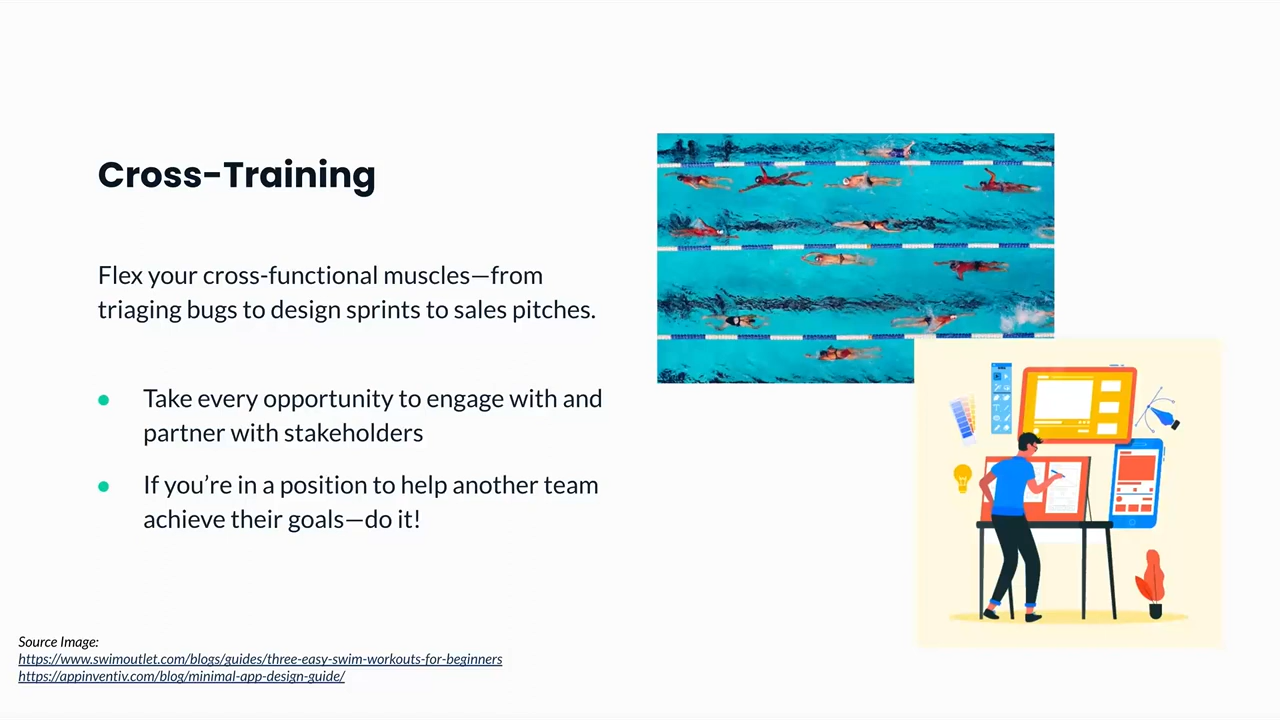 Cross-Training
Flex your cross-functional muscles—from
triaging bugs to design sprints to sales pitches.
● Take every opportunity to engage with and
partner with stakeholders
● If you’re in a position to help another team
achieve their goals—do it!
Source Image:
https://www.swimoutlet.com/blogs/guides/three-easy-swim-workouts-for-beginners
https://appinventiv.com/blog/minimal-app-design-guide/